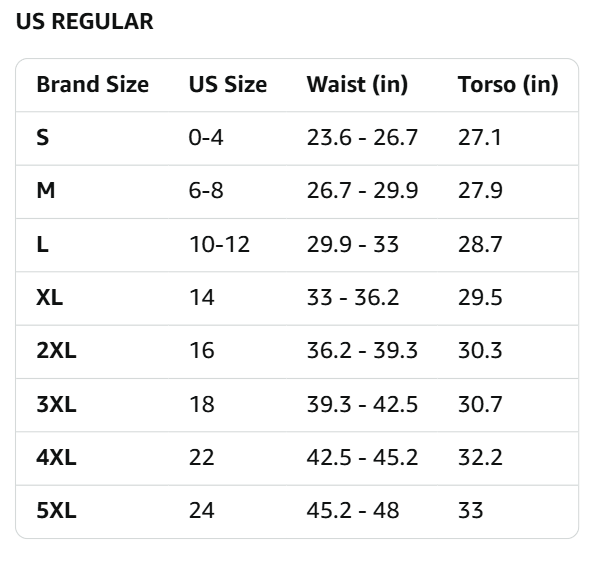 US REGULAR
Brand Size US Size Waist (in) Torso (in)
S 0-4 23.6 - 26.7 27.1
M 6-8 26.7 - 29.9 27.9
L 10-12 29.9 - 33 28.7
XL 14 33 - 36.2 29.5
2XL 16 36.2 - 39.3 30.3
3XL 18 39.3 - 42.5 30.7
4XL 22 42.5 - 45.2 32.2
5XL 24 45.2 - 48 33